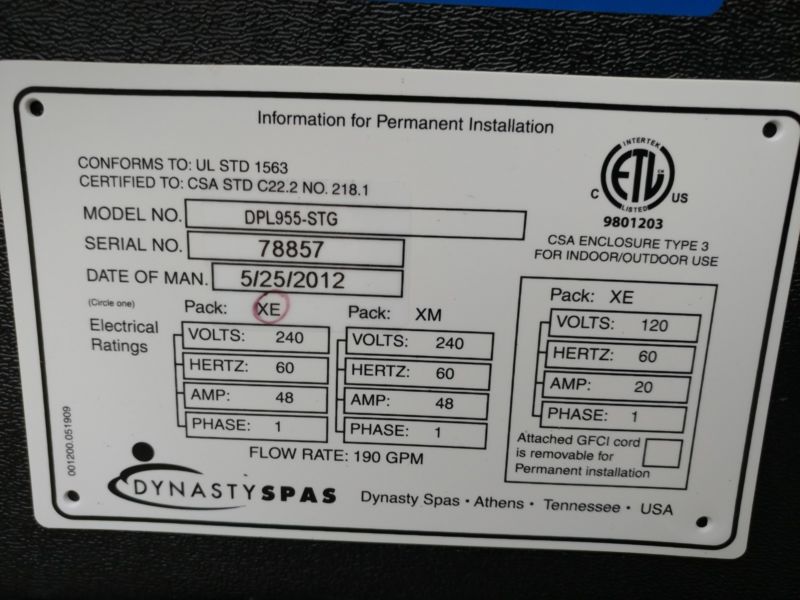 Information for Permanent Installation
CONFORMS TO: UL STD 1563
CERTIFIED TO: CSA STD C22.2 NO. 218.1
INTERTEK
ETL
CM
LISTED
C US
9801203
MODEL NO. DPL955-STG
SERIAL NO. 78857
CSA ENCLOSURE TYPE 3
FOR INDOOR/OUTDOOR USE
DATE OF MAN. 5/25/2012
(Circle one) Pack: XE Pack: XM
Electrical
Ratings
VOLTS: 240
HERTZ: 60
AMP: 48
PHASE: 1
VOLTS: 240
HERTZ: 60
AMP: 48
PHASE: 1
Pack: XE
VOLTS: 120
HERTZ: 60
AMP: 20
PHASE: 1
Attached GFCI cord
is removable for
Permanent installation
FLOW RATE: 190 GPM
001200.051909
DYNASTY SPAS
Dynasty Spas • Athens • Tennessee • USA